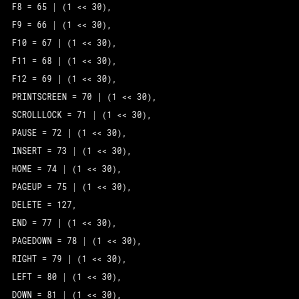 F8 = 65 | (1 << 30),
F9 = 66 | (1 << 30),
F10 = 67 | (1 << 30),
F11 = 68 | (1 << 30),
F12 = 69 | (1 << 30),
PRINTSCREEN = 70 | (1 << 30),
SCROLLLOCK = 71 | (1 << 30),
PAUSE = 72 | (1 << 30),
INSERT = 73 | (1 << 30),
HOME = 74 | (1 << 30),
PAGEUP = 75 | (1 << 30),
DELETE = 127,
END = 77 | (1 << 30),
PAGEDOWN = 78 | (1 << 30),
RIGHT = 79 | (1 << 30),
LEFT = 80 | (1 << 30),
DOWN = 81 | (1 << 30),